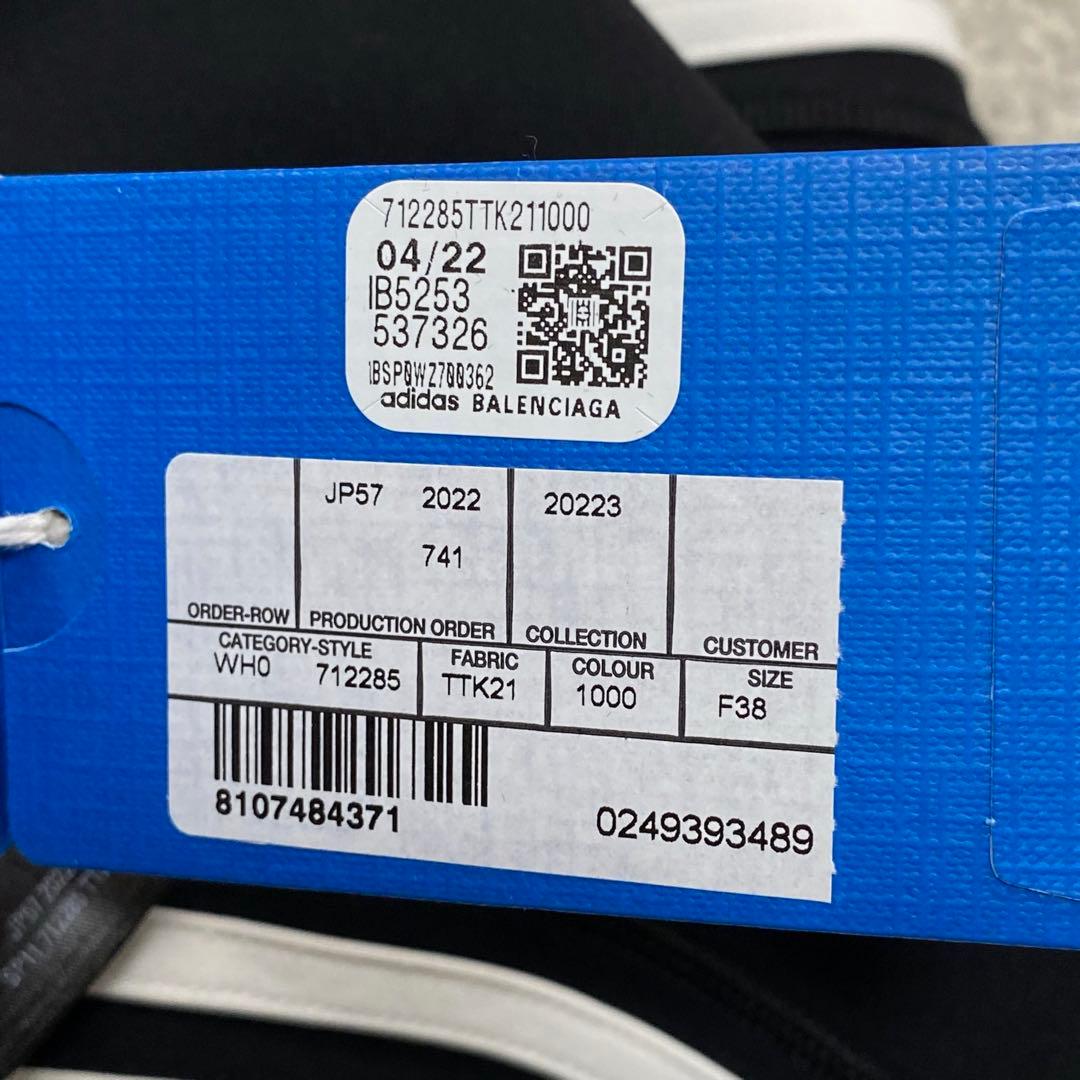 712285TTK211000
04/22
IB5253
537326
1BSP0WZ700362
adidas BALENCIAGA
JP57 2022 20223
741
ORDER-ROW PRODUCTION ORDER COLLECTION CUSTOMER
CATEGORY-STYLE FABRIC COLOUR SIZE
WH0 712285 TTK21 1000 F38
8107484371
0249393489